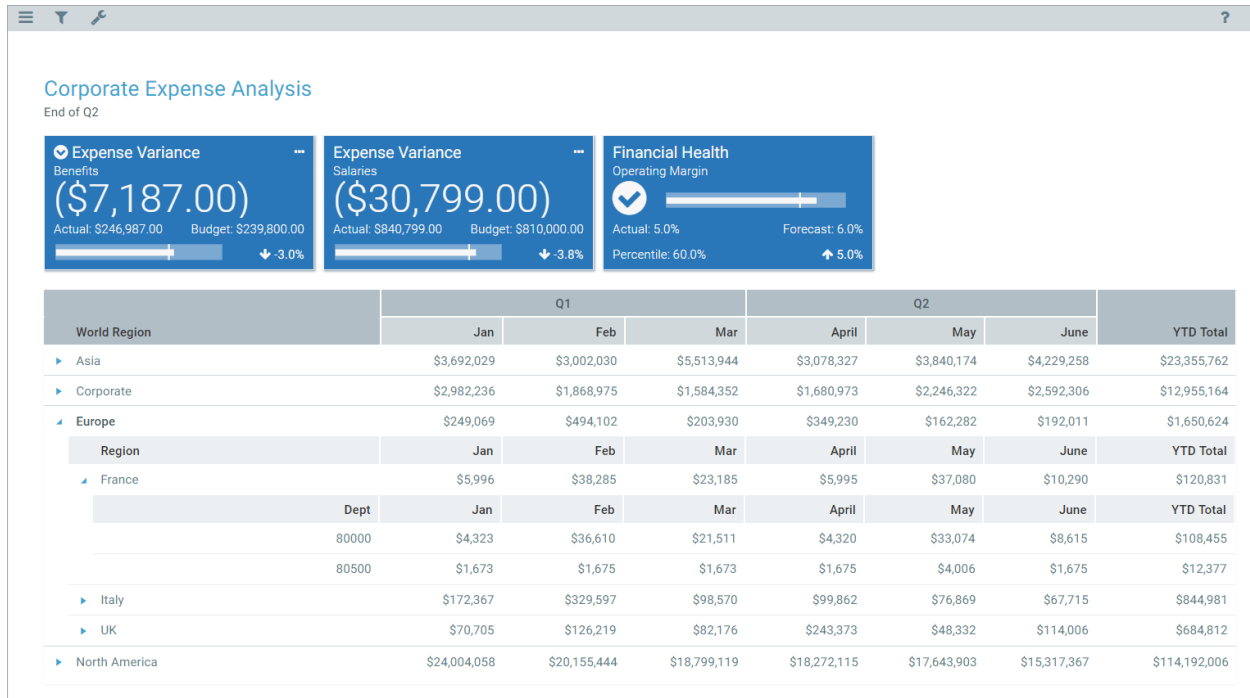 ?
Corporate Expense Analysis
End of Q2
Expense Variance ...
Benefits
($7,187.00)
Actual: $246,987.00 Budget: $239,800.00
-3.0%
Expense Variance ...
Salaries
($30,799.00)
Actual: $840,799.00 Budget: $810,000.00
-3.8%
Financial Health
Operating Margin
Actual: 5.0% Forecast: 6.0%
Percentile: 60.0% 5.0%
Q1 Q2
World Region Jan Feb Mar April May June YTD Total
Asia $3,692,029 $3,002,030 $5,513,944 $3,078,327 $3,840,174 $4,229,258 $23,355,762
Corporate $2,982,236 $1,868,975 $1,584,352 $1,680,973 $2,246,322 $2,592,306 $12,955,164
Europe $249,069 $494,102 $203,930 $349,230 $162,282 $192,011 $1,650,624
Region Jan Feb Mar April May June YTD Total
France $5,996 $38,285 $23,185 $5,995 $37,080 $10,290 $120,831
Dept Jan Feb Mar April May June YTD Total
80000 $4,323 $36,610 $21,511 $4,320 $33,074 $8,615 $108,455
80500 $1,673 $1,675 $1,673 $1,675 $4,006 $1,675 $12,377
Italy $172,367 $329,597 $98,570 $99,862 $76,869 $67,715 $844,981
UK $70,705 $126,219 $82,176 $243,373 $48,332 $114,006 $684,812
North America $24,004,058 $20,155,444 $18,799,119 $18,272,115 $17,643,903 $15,317,367 $114,192,006